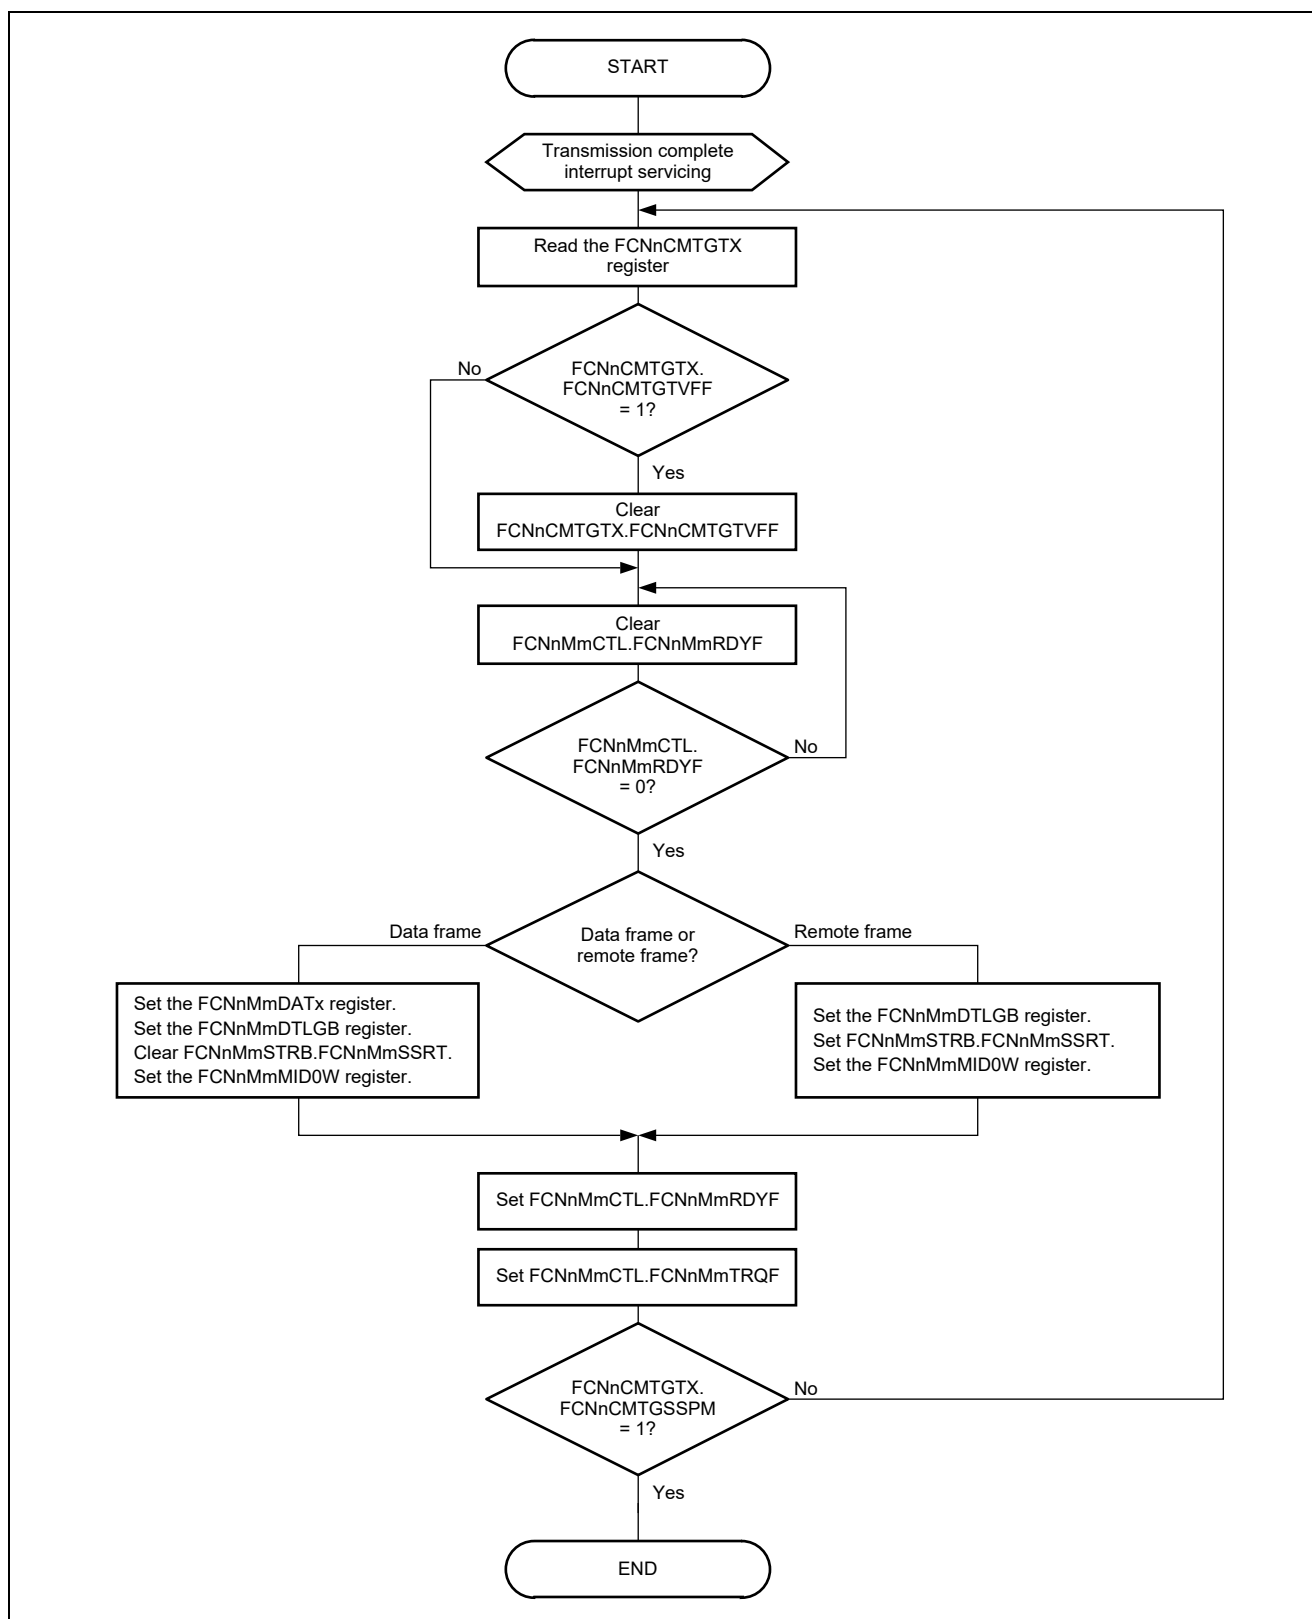 START
Transmission complete
interrupt servicing
Read the FCNnCMTGTX
register
FCNnCMTGTX.
FCNnCMTGTVFF
= 1?
No
Yes
Clear
FCNnCMTGTX.FCNnCMTGTVFF
Clear
FCNnMmCTL.FCNnMmRDYF
FCNnMmCTL.
FCNnMmRDYF
= 0?
No
Yes
Data frame or
remote frame?
Data frame
Remote frame
Set the FCNnMmDATx register.
Set the FCNnMmDTLGB register.
Clear FCNnMmSTRB.FCNnMmSSRT.
Set the FCNnMmMID0W register.
Set the FCNnMmDTLGB register.
Set FCNnMmSTRB.FCNnMmSSRT.
Set the FCNnMmMID0W register.
Set FCNnMmCTL.FCNnMmRDYF
Set FCNnMmCTL.FCNnMmTRQF
FCNnCMTGTX.
FCNnCMTGSSPM
= 1?
No
Yes
END